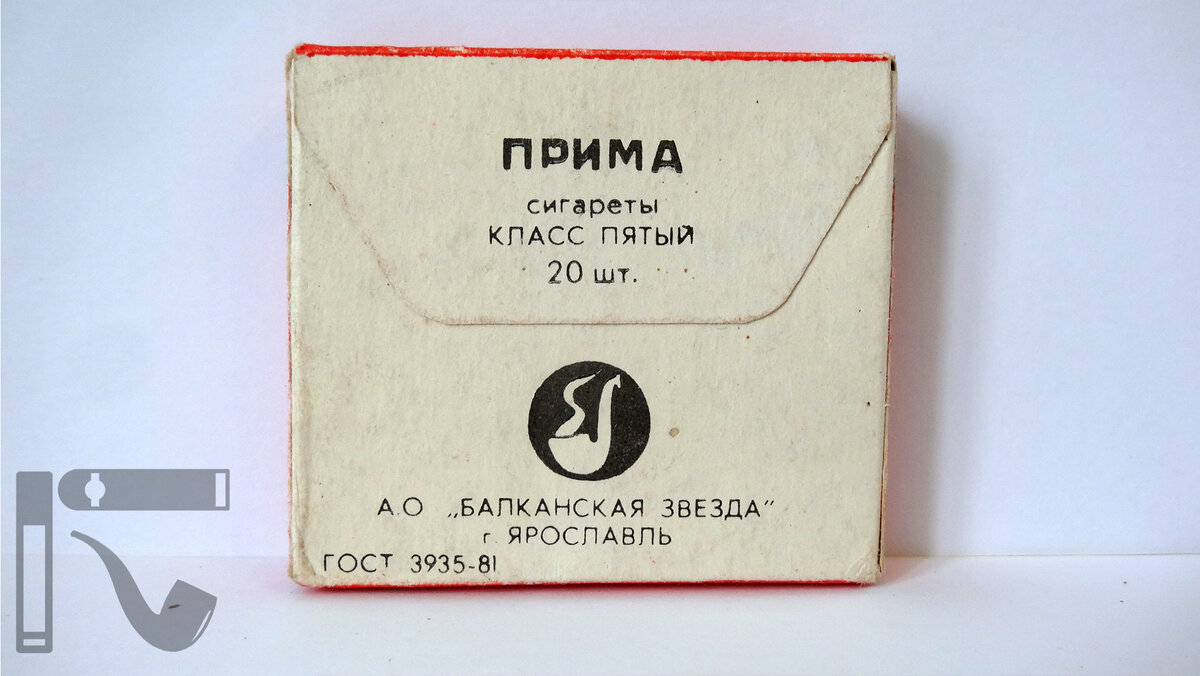 ПРИМА
сигареты
КЛАСС ПЯТЫЙ
20 шт.
А.О „БАЛКАНСКАЯ ЗВЕЗДА"
г. ЯРОСЛАВЛЬ
ГОСТ 3935-81